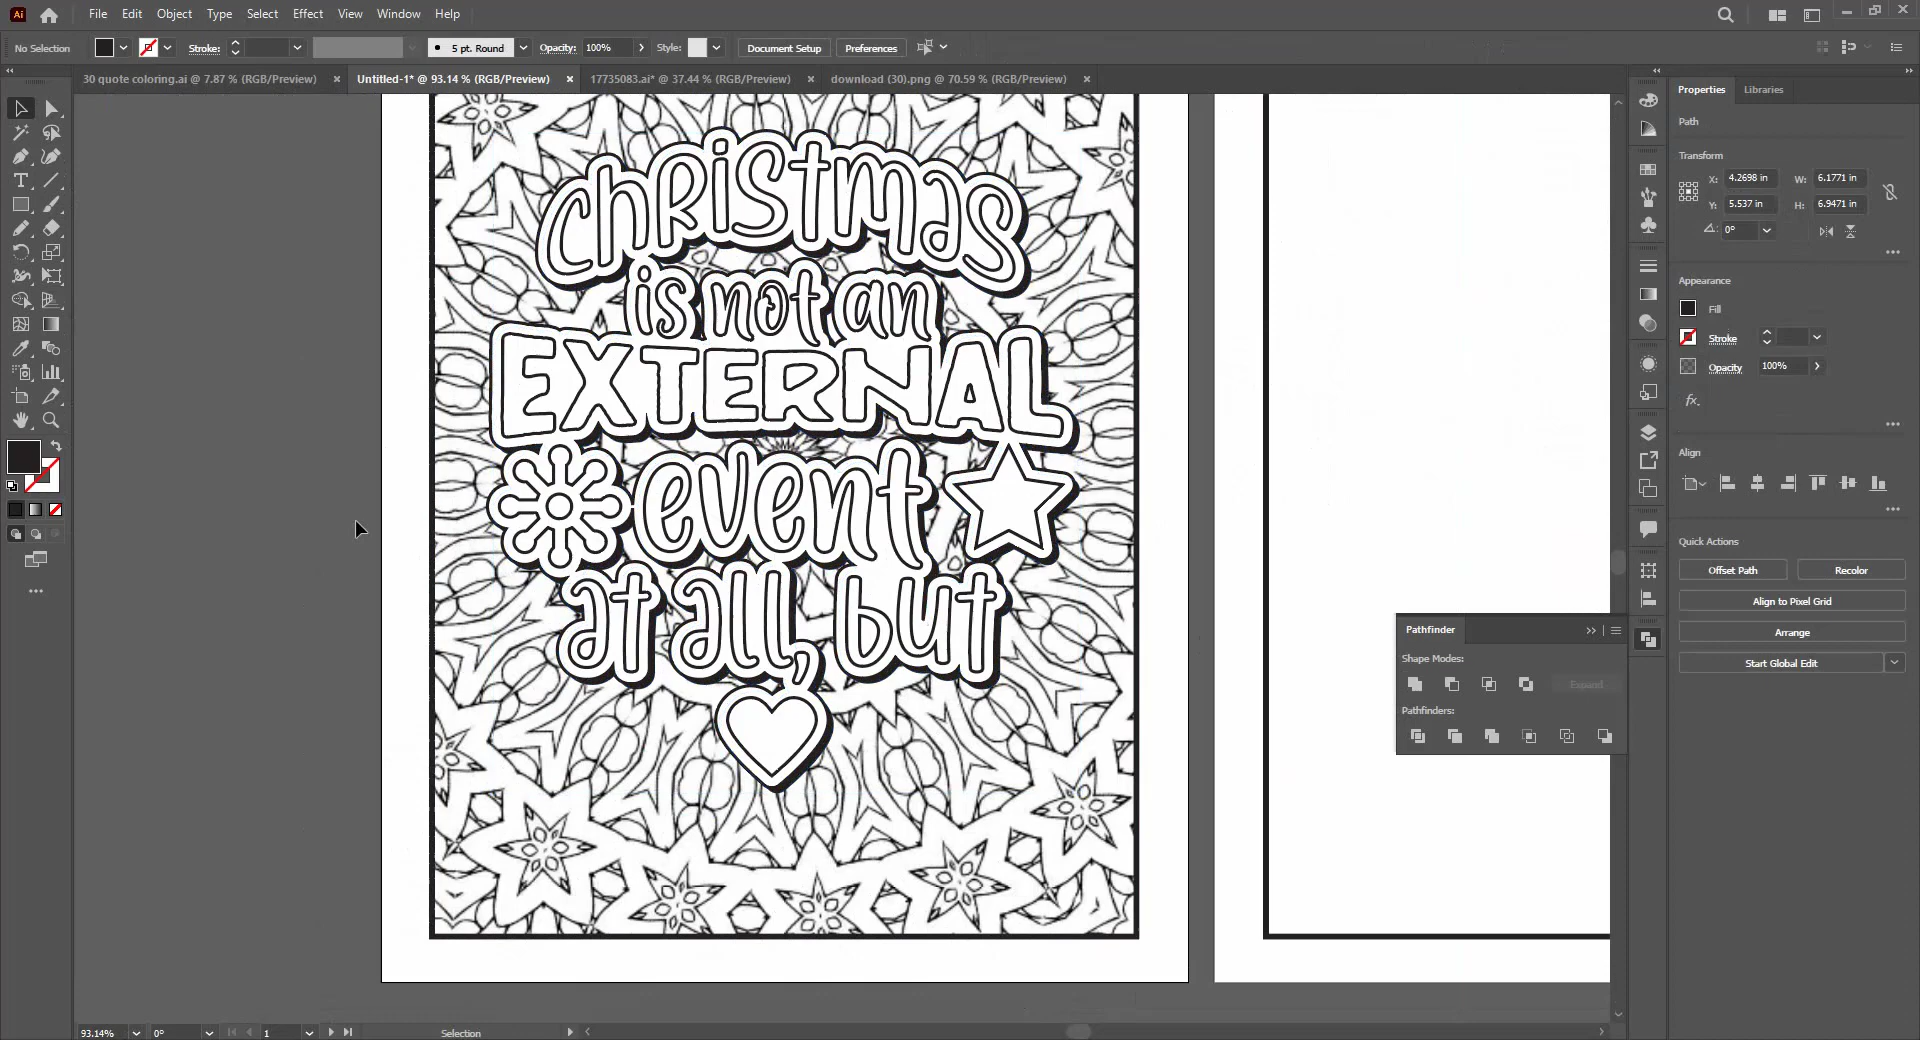 Ai File Edit Object Type Select Effect View Window Help
No Selection Stroke: 5 pt. Round Opacity: 100% Style: Document Setup Preferences
30 quote coloring.ai @ 7.87 % (RGB/Preview) Untitled-1* @ 93.14 % (RGB/Preview) 17735083.ai* @ 37.44 % (RGB/Preview) download (30).png @ 70.59 % (RGB/Preview)
Properties Libraries
Path
Transform
X: 4.2698 in W: 6.1771 in
Y: 5.537 in H: 6.9471 in
0°
Appearance
Fill
Stroke
Opacity 100%
fx.
Align
Quick Actions
Offset Path Recolor
Align to Pixel Grid
Arrange
Start Global Edit
Christmas
is not an
EXTERNAL
event
at all, but
Pathfinder
Shape Modes:
Expand
Pathfinders:
93.14% 0° 1 Selection